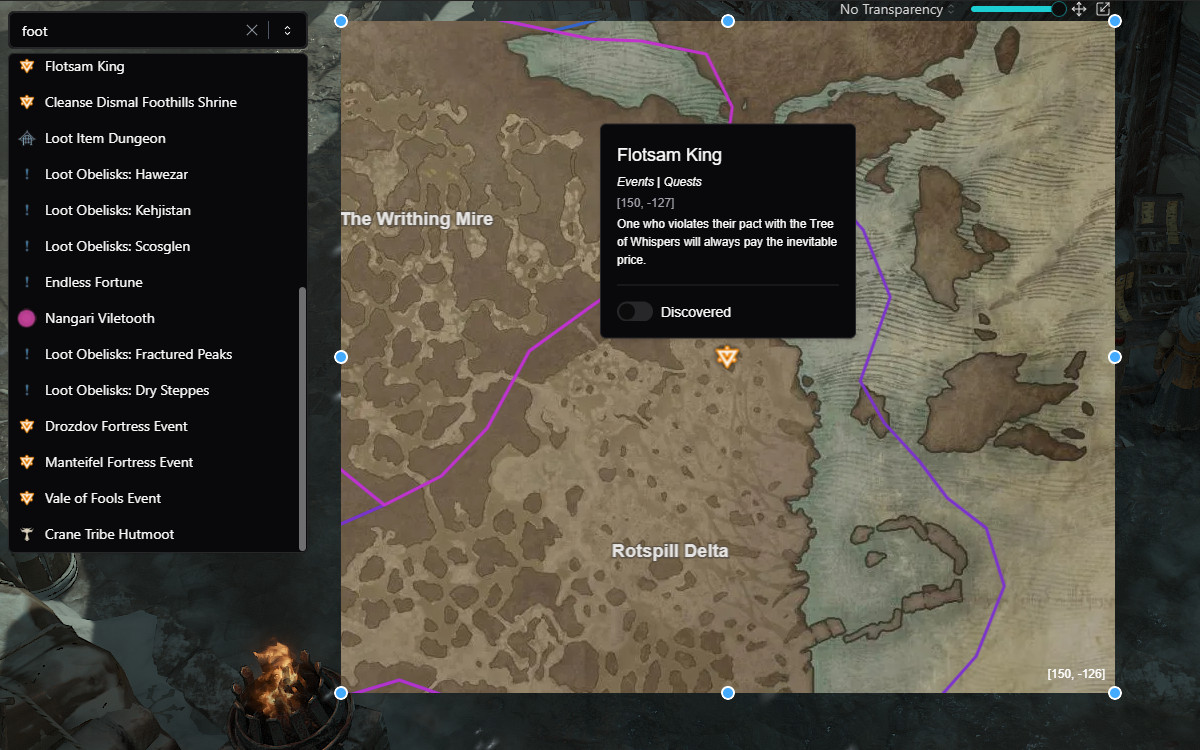 No Transparency
foot
Flotsam King
Cleanse Dismal Foothills Shrine
Loot Item Dungeon
Loot Obelisks: Hawezar
Loot Obelisks: Kehjistan
Loot Obelisks: Scosglen
Endless Fortune
Nangari Viletooth
Loot Obelisks: Fractured Peaks
Loot Obelisks: Dry Steppes
Drozdov Fortress Event
Manteifel Fortress Event
Vale of Fools Event
Crane Tribe Hutmoot
The Writhing Mire
Flotsam King
Events | Quests
[150, -127]
One who violates their pact with the Tree
of Whispers will always pay the inevitable
price.
Discovered
Rotspill Delta
[150, -126]